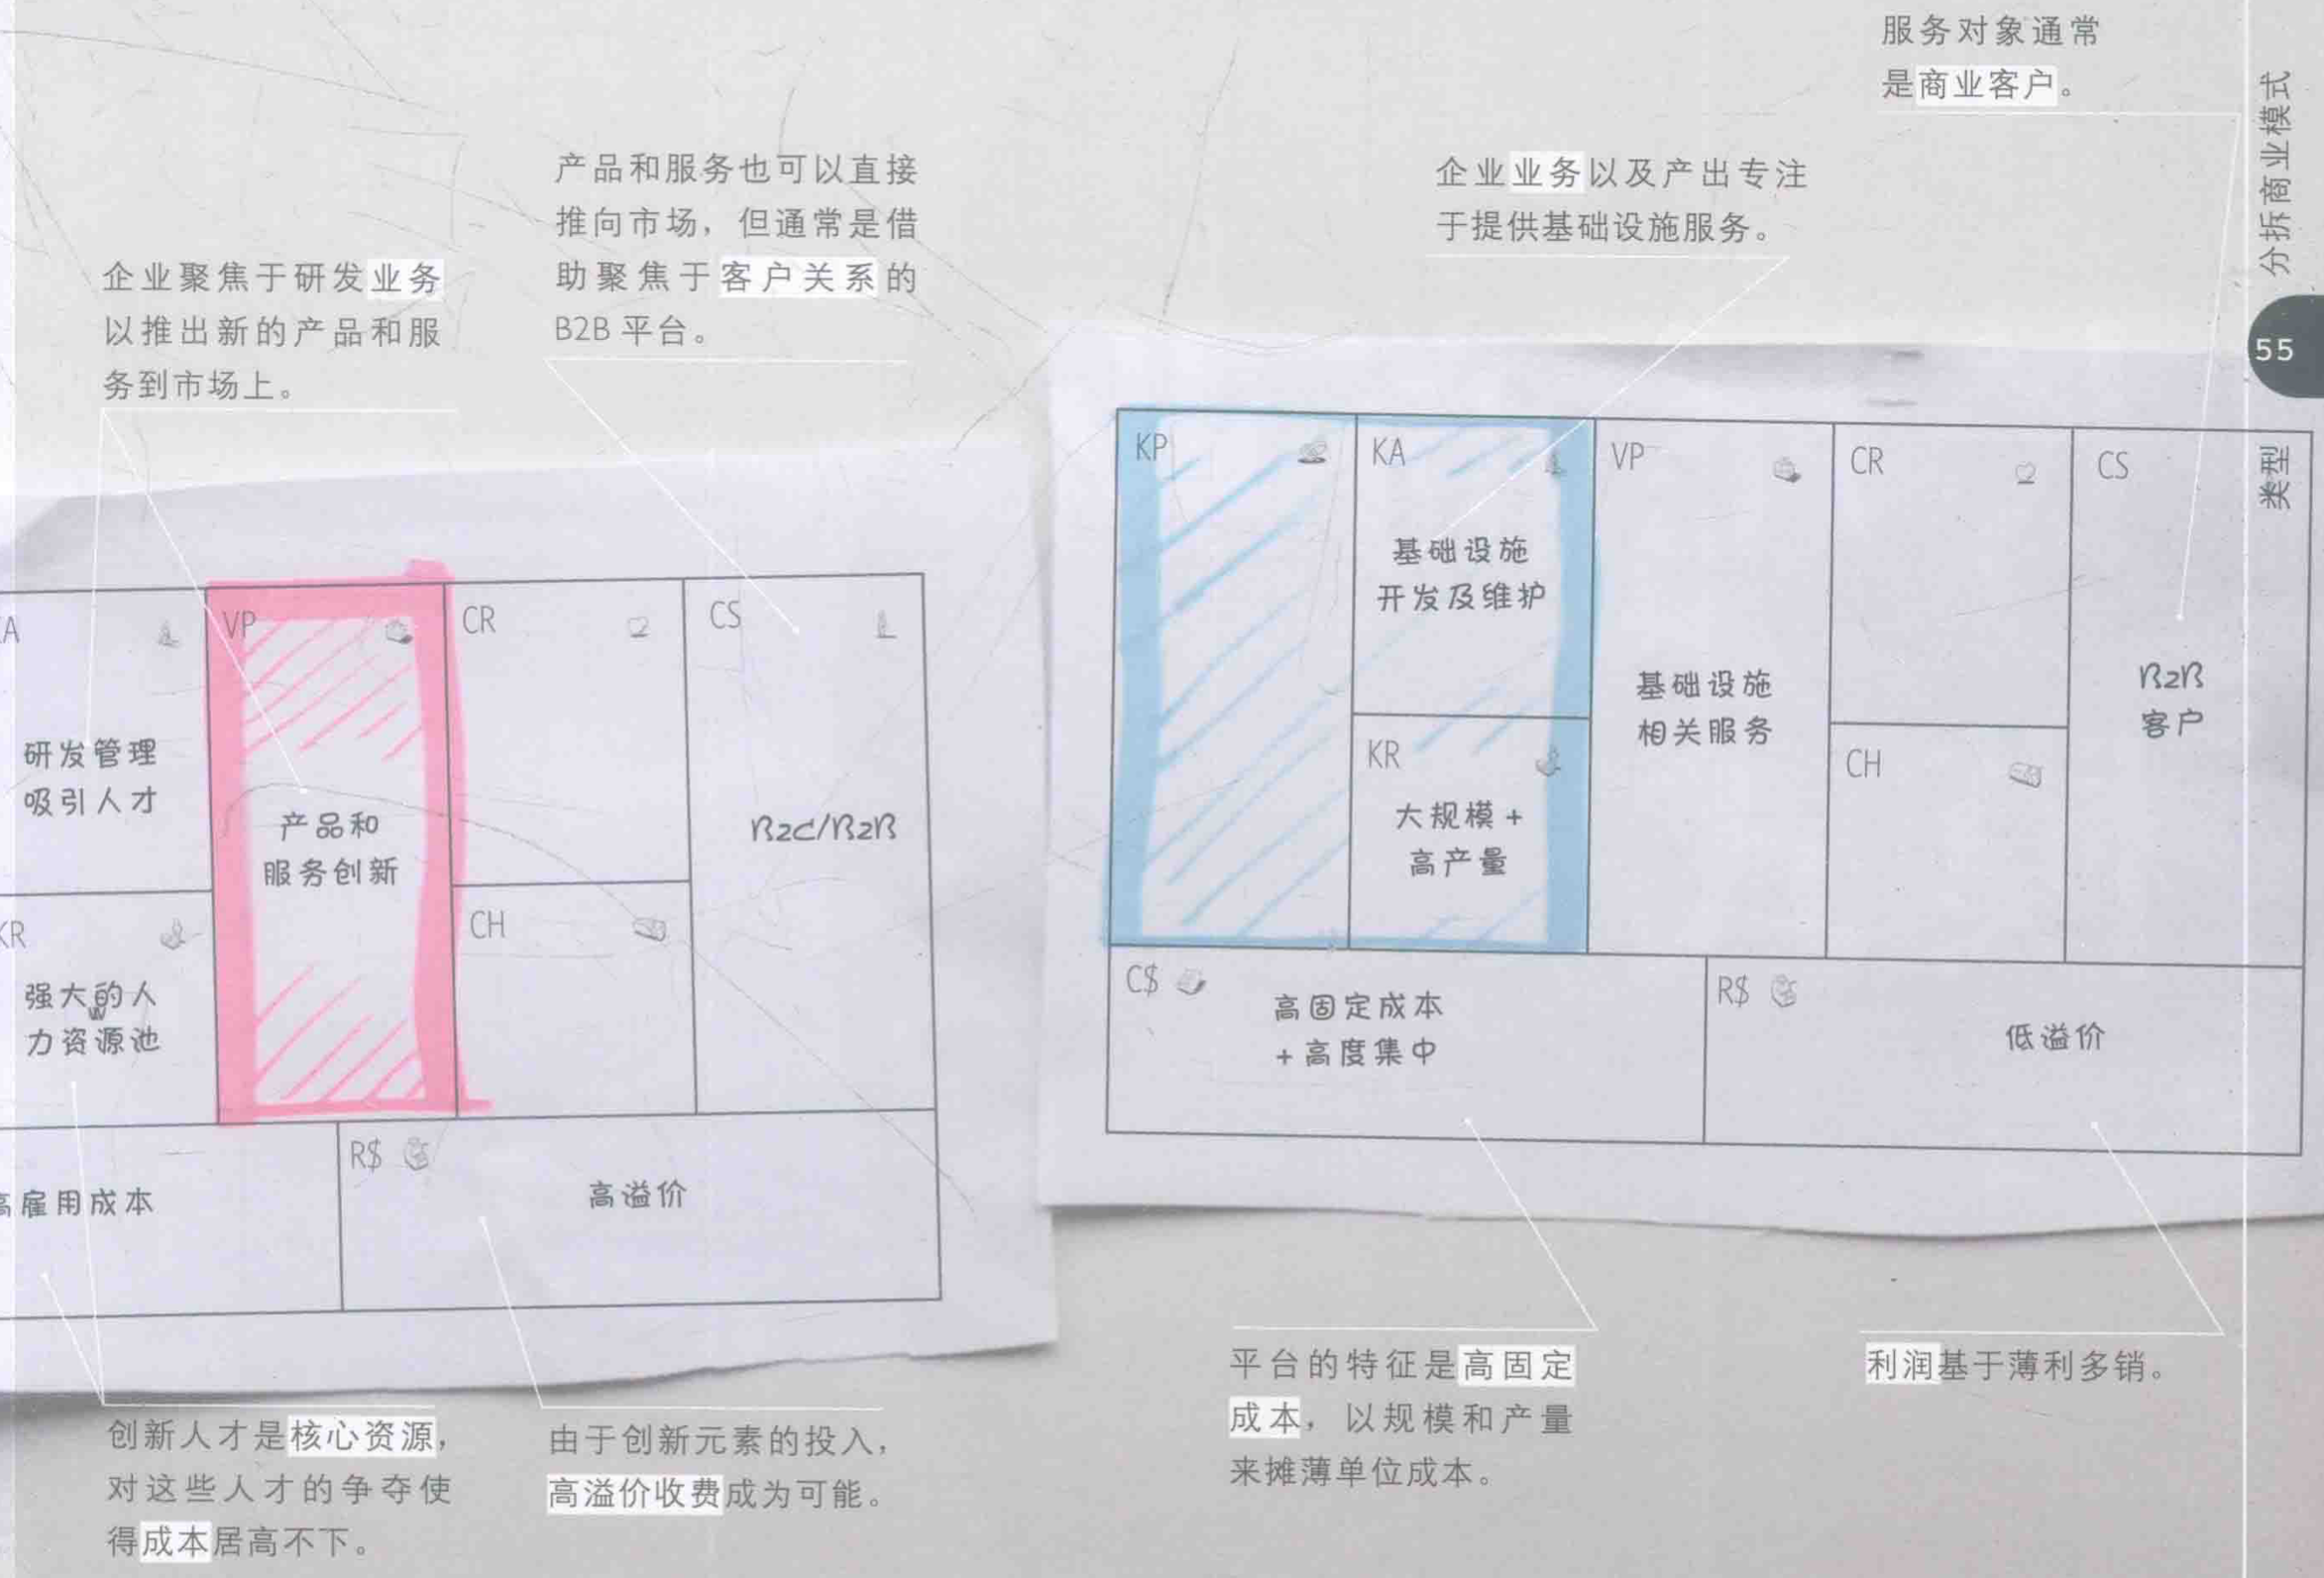 服务对象通常
是商业客户。
分拆商业模式
55
类型
产品和服务也可以直接
推向市场，但通常是借
助聚焦于客户关系的
B2B 平台。
企业聚焦于研发业务
以推出新的产品和服
务到市场上。
企业业务以及产出专注
于提供基础设施服务。
VP
CR
CS
研发管理
吸引人才
产品和
服务创新
B2C/B2B
KR
CH
强大的人
力资源池
高雇用成本
R$
高溢价
KP
KA
VP
CR
CS
基础设施
开发及维护
基础设施
相关服务
B2B
客户
KR
CH
大规模 +
高产量
C$
高固定成本
+ 高度集中
R$
低溢价
创新人才是核心资源，
对这些人才的争夺使
得成本居高不下。
由于创新元素的投入，
高溢价收费成为可能。
平台的特征是高固定
成本，以规模和产量
来摊薄单位成本。
利润基于薄利多销。